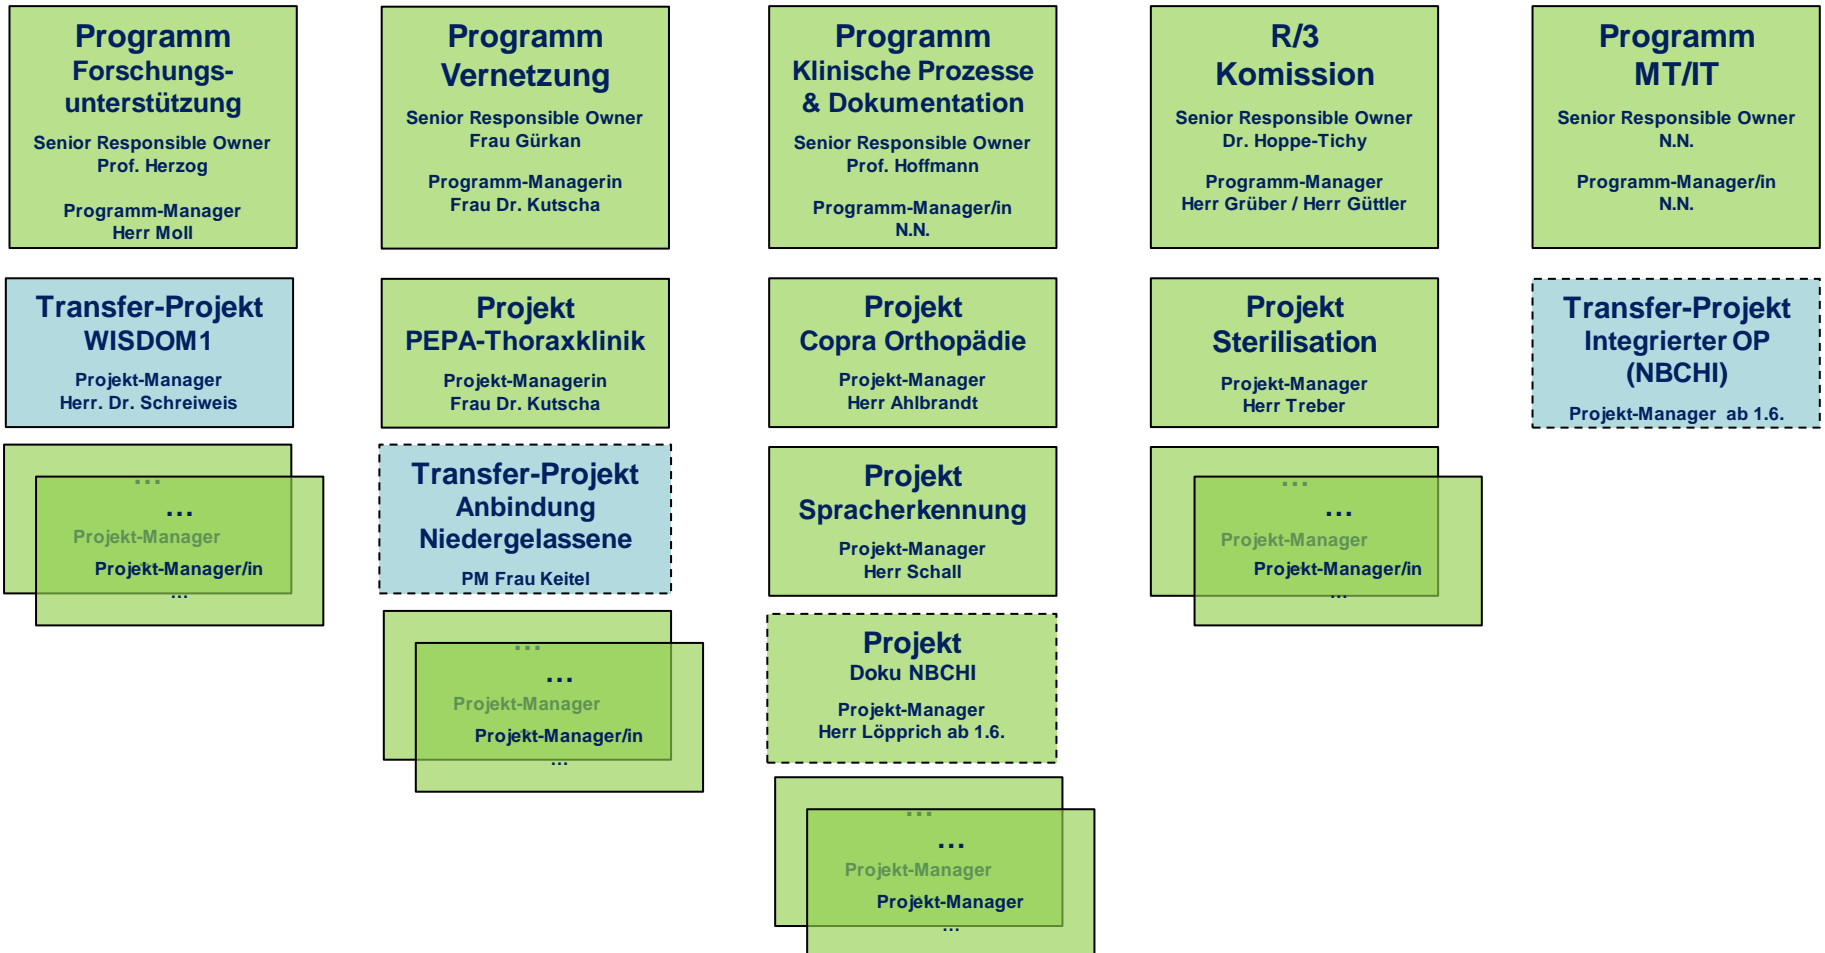 Programm
Forschungs-
unterstützung
Senior Responsible Owner
Prof. Herzog
Programm-Manager
Herr Moll
Transfer-Projekt
WISDOM1
Projekt-Manager
Herr. Dr. Schreiweis
...
...
Projekt-Manager
Projekt-Manager/in
...
Programm
Vernetzung
Senior Responsible Owner
Frau Gürkan
Programm-Managerin
Frau Dr. Kutscha
Projekt
PEPA-Thoraxklinik
Projekt-Managerin
Frau Dr. Kutscha
Transfer-Projekt
Anbindung
Niedergelassene
PM Frau Keitel
...
...
Projekt-Manager
Projekt-Manager/in
...
Programm
Klinische Prozesse
& Dokumentation
Senior Responsible Owner
Prof. Hoffmann
Programm-Manager/in
N.N.
Projekt
Copra Orthopädie
Projekt-Manager
Herr Ahlbrandt
Projekt
Spracherkennung
Projekt-Manager
Herr Schall
Projekt
Doku NBCHI
Projekt-Manager
Herr Löpprich ab 1.6.
...
...
Projekt-Manager
Projekt-Manager
...
R/3
Komission
Senior Responsible Owner
Dr. Hoppe-Tichy
Programm-Manager
Herr Grüber / Herr Güttler
Projekt
Sterilisation
Projekt-Manager
Herr Treber
...
...
Projekt-Manager
Projekt-Manager/in
...
Programm
MT/IT
Senior Responsible Owner
N.N.
Programm-Manager/in
N.N.
Transfer-Projekt
Integrierter OP
(NBCHI)
Projekt-Manager ab 1.6.